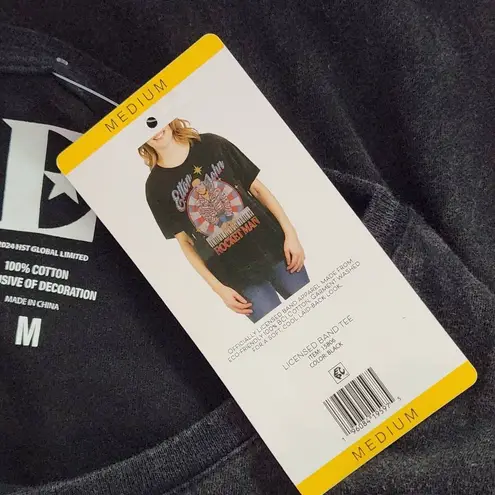 E
2024 HST GLOBAL LIMITED
100% COTTON
EXCLUSIVE OF DECORATION
MADE IN CHINA
M
MEDIUM
Elton John
ROCKET MAN
OFFICIALLY LICENSED BAND APPAREL MADE FROM
ECO-FRIENDLY 100% BCI COTTON, GARMENT WASHED
FOR A SOFT, COOL, LAID-BACK LOOK.
LICENSED BAND TEE
COLOR: BLACK
MEDIUM